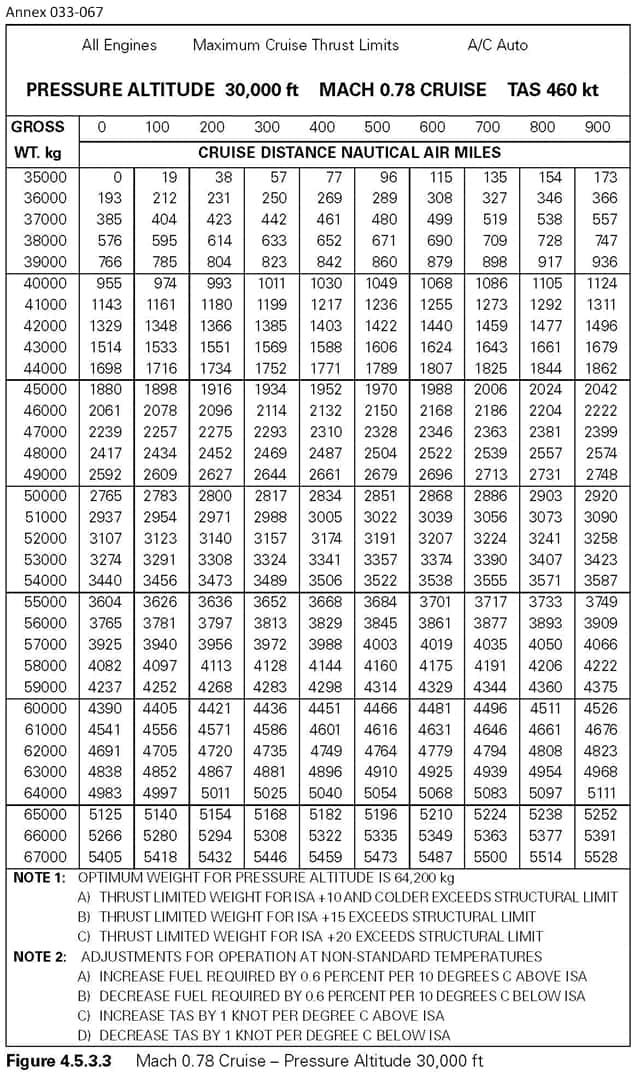 Annex 033-067
All Engines Maximum Cruise Thrust Limits A/C Auto
PRESSURE ALTITUDE 30,000 ft MACH 0.78 CRUISE TAS 460 kt
GROSS 0 100 200 300 400 500 600 700 800 900
WT. kg CRUISE DISTANCE NAUTICAL AIR MILES
35000 0 19 38 57 77 96 115 135 154 173
36000 193 212 231 250 269 289 308 327 346 366
37000 385 404 423 442 461 480 499 519 538 557
38000 576 595 614 633 652 671 690 709 728 747
39000 766 785 804 823 842 860 879 898 917 936
40000 955 974 993 1011 1030 1049 1068 1086 1105 1124
41000 1143 1161 1180 1199 1217 1236 1255 1273 1292 1311
42000 1329 1348 1366 1385 1403 1422 1440 1459 1477 1496
43000 1514 1533 1551 1569 1588 1606 1624 1643 1661 1679
44000 1698 1716 1734 1752 1771 1789 1807 1825 1844 1862
45000 1880 1898 1916 1934 1952 1970 1988 2006 2024 2042
46000 2061 2078 2096 2114 2132 2150 2168 2186 2204 2222
47000 2239 2257 2275 2293 2310 2328 2346 2363 2381 2399
48000 2417 2434 2452 2469 2487 2504 2522 2539 2557 2574
49000 2592 2609 2627 2644 2661 2679 2696 2713 2731 2748
50000 2765 2783 2800 2817 2834 2851 2868 2886 2903 2920
51000 2937 2954 2971 2988 3005 3022 3039 3056 3073 3090
52000 3107 3123 3140 3157 3174 3191 3207 3224 3241 3258
53000 3274 3291 3308 3324 3341 3357 3374 3390 3407 3423
54000 3440 3456 3473 3489 3506 3522 3538 3555 3571 3587
55000 3604 3626 3636 3652 3668 3684 3701 3717 3733 3749
56000 3765 3781 3797 3813 3829 3845 3861 3877 3893 3909
57000 3925 3940 3956 3972 3988 4003 4019 4035 4050 4066
58000 4082 4097 4113 4128 4144 4160 4175 4191 4206 4222
59000 4237 4252 4268 4283 4298 4314 4329 4344 4360 4375
60000 4390 4405 4421 4436 4451 4466 4481 4496 4511 4526
61000 4541 4556 4571 4586 4601 4616 4631 4646 4661 4676
62000 4691 4705 4720 4735 4749 4764 4779 4794 4808 4823
63000 4838 4852 4867 4881 4896 4910 4925 4939 4954 4968
64000 4983 4997 5011 5025 5040 5054 5068 5083 5097 5111
65000 5125 5140 5154 5168 5182 5196 5210 5224 5238 5252
66000 5266 5280 5294 5308 5322 5335 5349 5363 5377 5391
67000 5405 5418 5432 5446 5459 5473 5487 5500 5514 5528
NOTE 1: OPTIMUM WEIGHT FOR PRESSURE ALTITUDE IS 64,200 kg
A) THRUST LIMITED WEIGHT FOR ISA +10 AND COLDER EXCEEDS STRUCTURAL LIMIT
B) THRUST LIMITED WEIGHT FOR ISA +15 EXCEEDS STRUCTURAL LIMIT
C) THRUST LIMITED WEIGHT FOR ISA +20 EXCEEDS STRUCTURAL LIMIT
NOTE 2: ADJUSTMENTS FOR OPERATION AT NON-STANDARD TEMPERATURES
A) INCREASE FUEL REQUIRED BY 0.6 PERCENT PER 10 DEGREES C ABOVE ISA
B) DECREASE FUEL REQUIRED BY 0.6 PERCENT PER 10 DEGREES C BELOW ISA
C) INCREASE TAS BY 1 KNOT PER DEGREE C ABOVE ISA
D) DECREASE TAS BY 1 KNOT PER DEGREE C BELOW ISA
Figure 4.5.3.3 Mach 0.78 Cruise – Pressure Altitude 30,000 ft